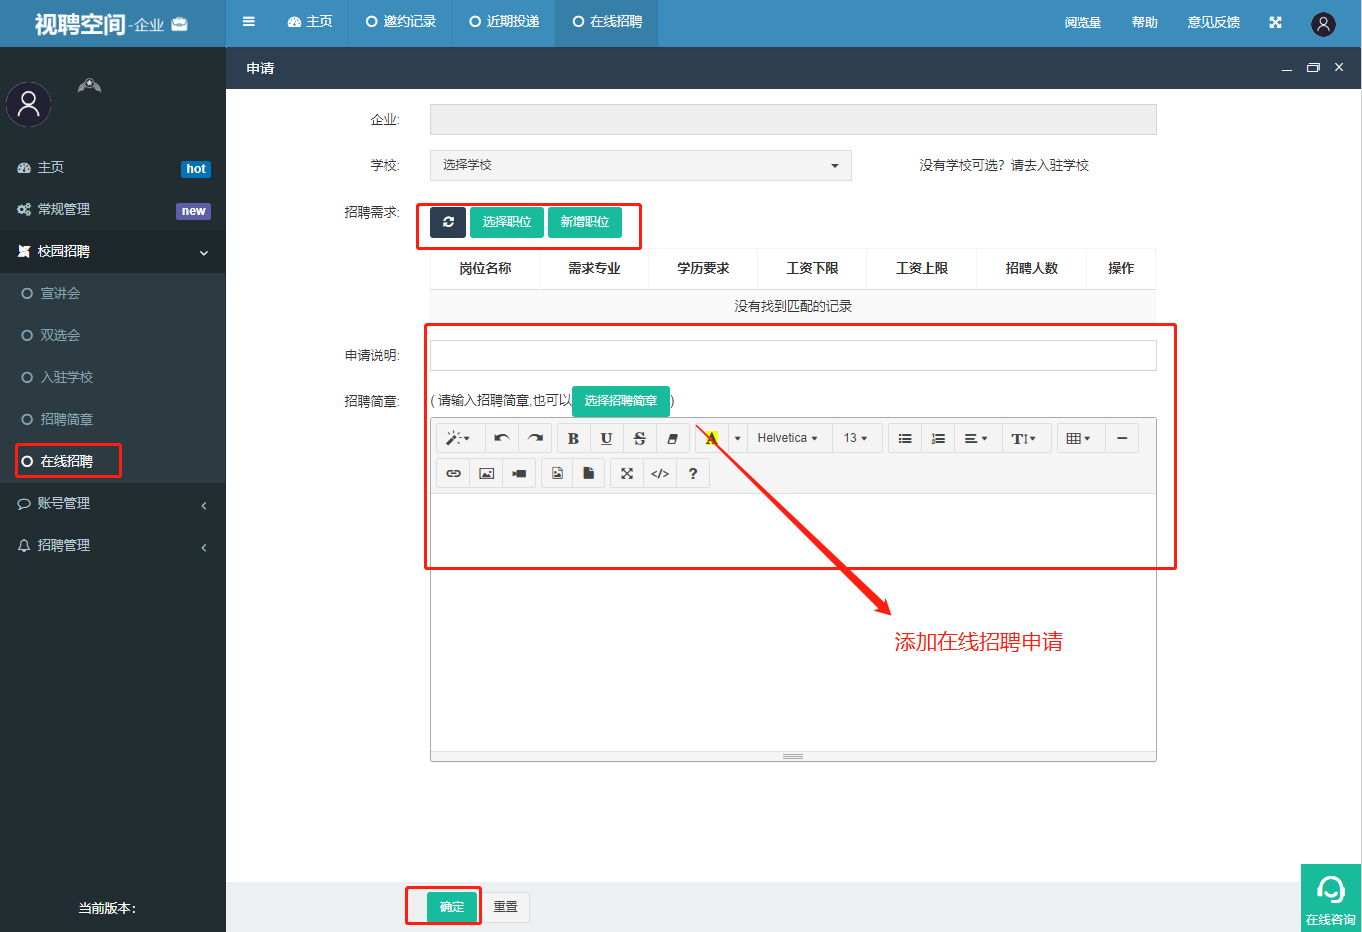 视聘空间-企业
主页
邀约记录
近期投递
在线招聘
阅览量
帮助
意见反馈
申请
主页 hot
常规管理 new
校园招聘
宣讲会
双选会
入驻学校
招聘简章
在线招聘
账号管理
招聘管理
当前版本：
企业:
学校: 选择学校 没有学校可选？请去入驻学校
招聘需求: 选择职位 新增职位
岗位名称 需求专业 学历要求 工资下限 工资上限 招聘人数 操作
没有找到匹配的记录
申请说明:
招聘简章: ( 请输入招聘简章,也可以 选择招聘简章 )
B U S A Helvetica 13 T
</> ?
添加在线招聘申请
确定 重置
在线咨询